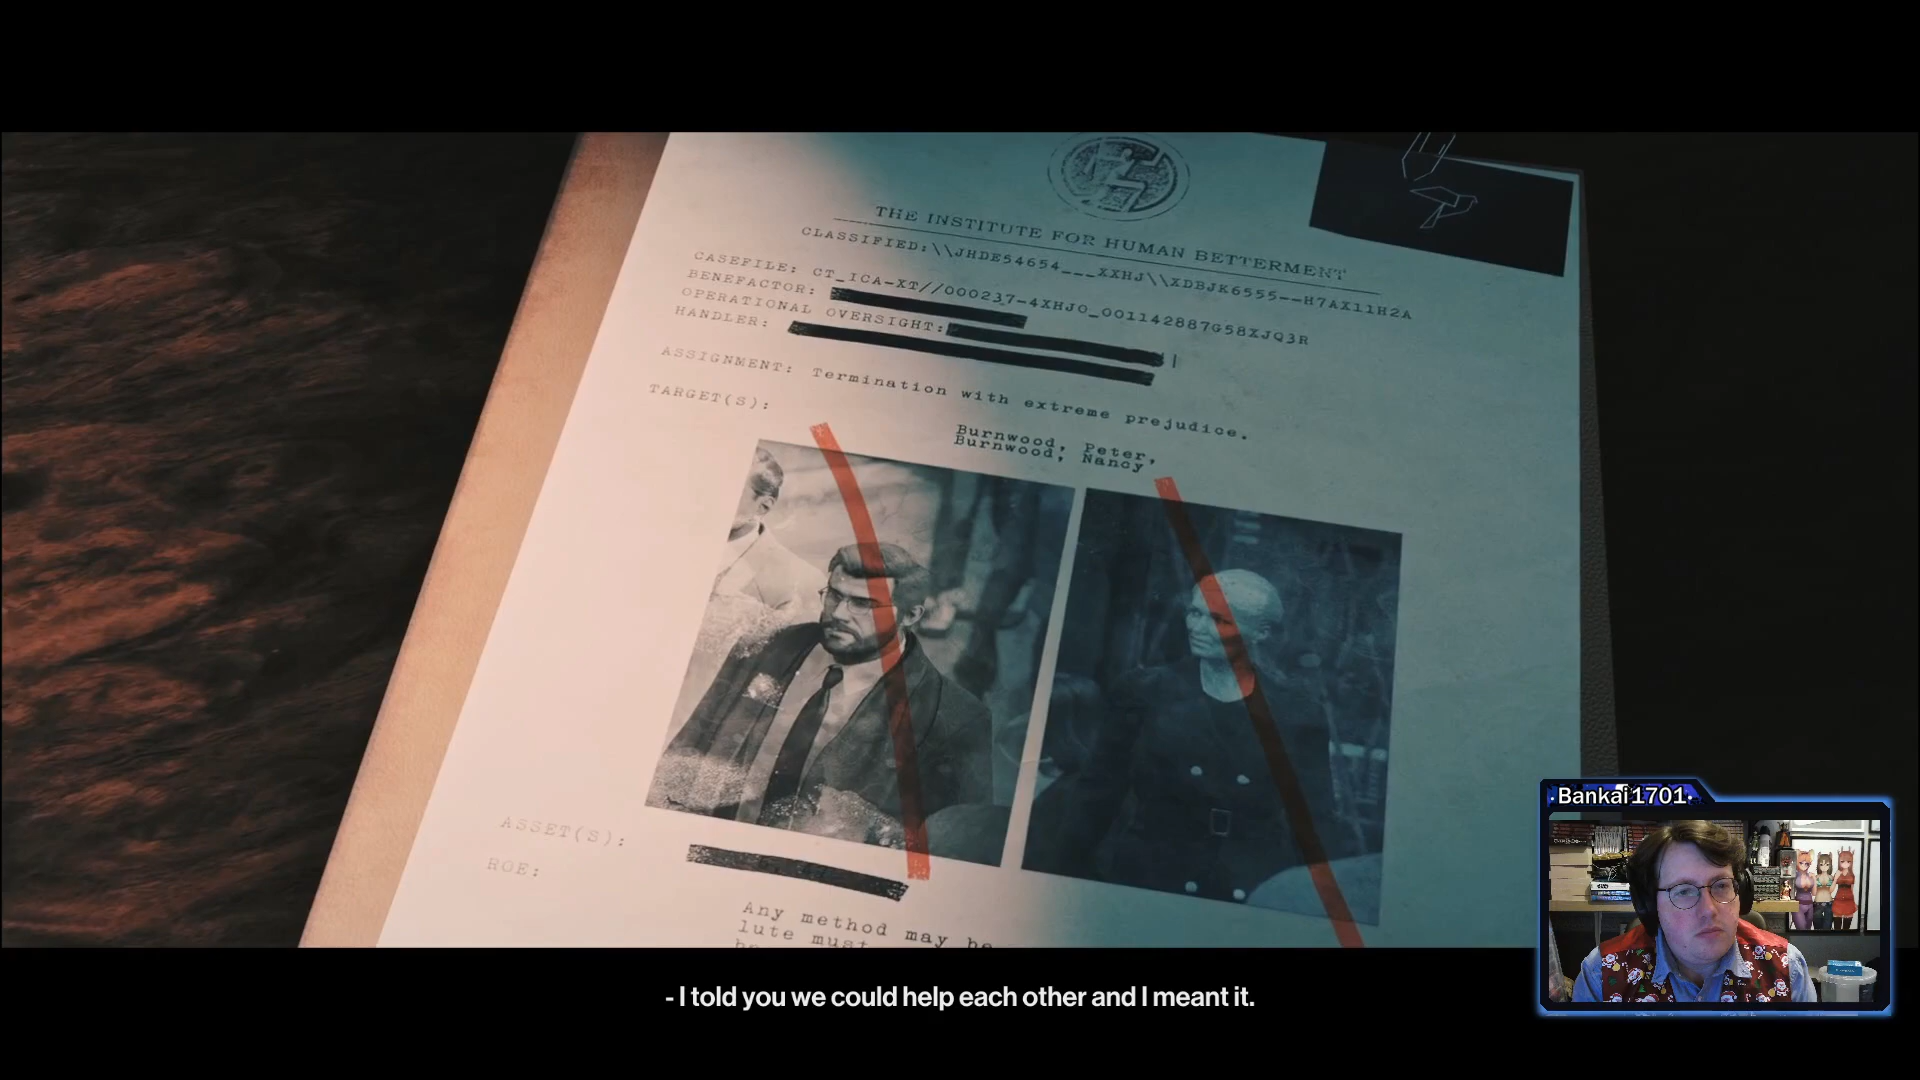 THE INSTITUTE FOR HUMAN BETTERMENT
CLASSIFIED:\\JHDE54654___XXHJ\\XDBJK6555--H7AX11H2A
CASEFILE: CT_ICA-XT//000237-4XHJO_001142887G58XJQ3R
BENEFACTOR:
OPERATIONAL OVERSIGHT:
HANDLER:
ASSIGNMENT: Termination with extreme prejudice.
TARGET(S):
Burnwood, Peter,
Burnwood, Nancy
ASSET(S):
ROE:
Any method may be
lute must
.Bankai1701.
- I told you we could help each other and I meant it.